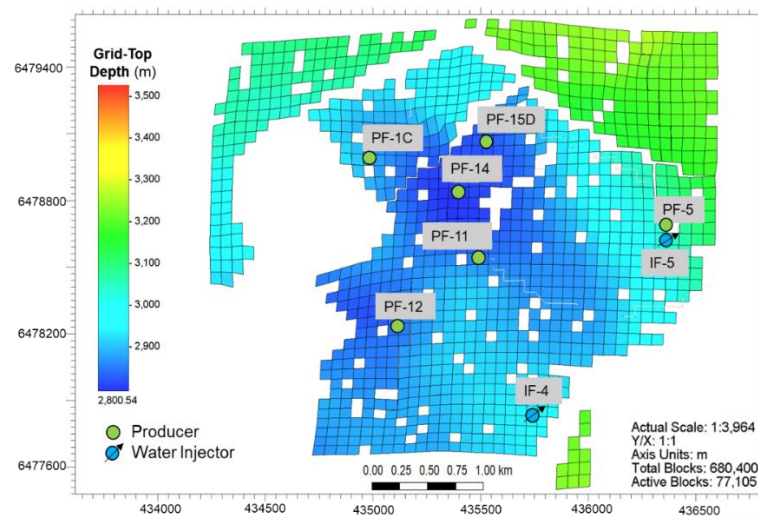 Grid-Top
Depth (m)
3,500
3,400
3,300
3,200
3,100
3,000
2,900
2,800.54
6479400
6478800
6478200
6477600
PF-1C
PF-15D
PF-14
PF-5
PF-11
IF-5
PF-12
IF-4
Producer
Water Injector
0.00 0.25 0.50 0.75 1.00 km
Actual Scale: 1:3,964
Y/X: 1:1
Axis Units: m
Total Blocks: 680,400
Active Blocks: 77,105
434000 434500 435000 435500 436000 436500